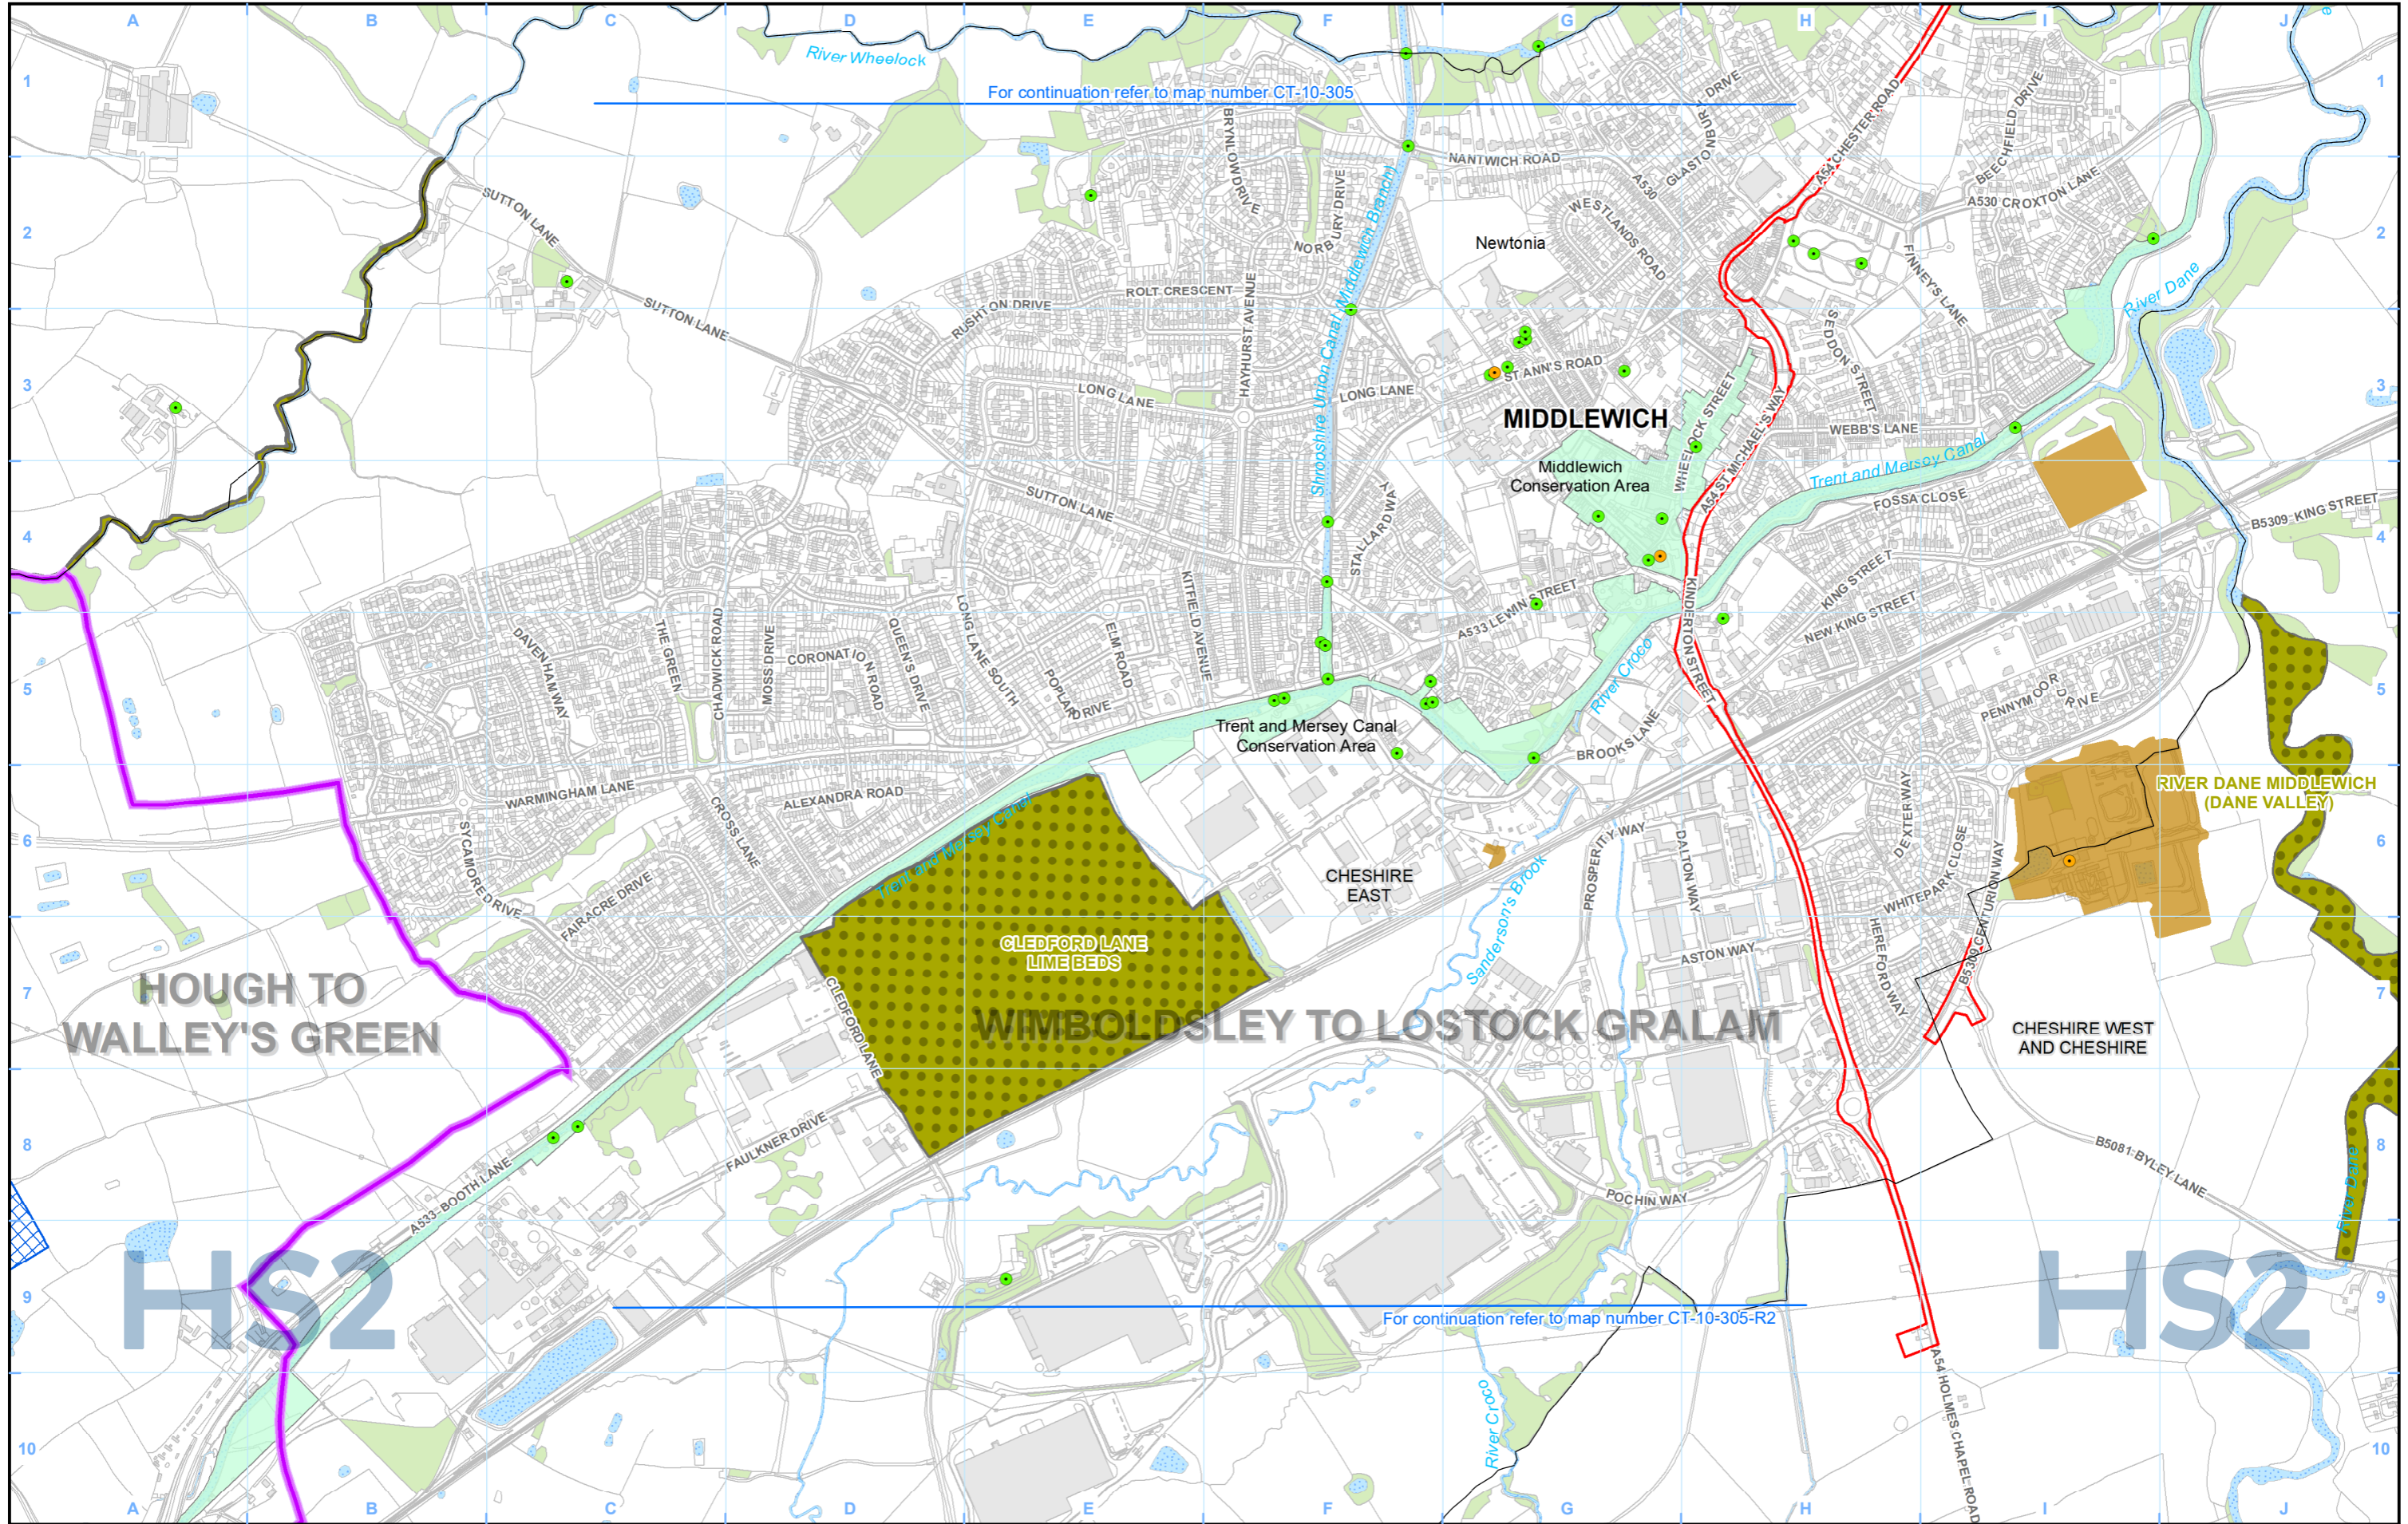 A B C D E F G H I J
1
River Wheelock
For continuation refer to map number CT-10-305
GLASTONBURY DRIVE
A54 CHESTER ROAD
BEECHFIELD DRIVE
1
BRYNLOW DRIVE
NANTWICH ROAD
A530
A530 CROXTON LANE
2
SUTTON LANE
NORBURY DRIVE
WESTLANDS ROAD
Newtonia
FINNEY'S LANE
2
SUTTON LANE
RUSHTON DRIVE
ROLT CRESCENT
HAYHURST AVENUE
Shropshire Union Canal (Middlewich Branch)
River Dane
SEDDON STREET
3
LONG LANE
LONG LANE
ST ANN'S ROAD
MIDDLEWICH
WHEELOCK STREET
A54 ST MICHAEL'S WAY
WEBB'S LANE
3
Middlewich
Conservation Area
Trent and Mersey Canal
SUTTON LANE
STALLARD WAY
FOSSA CLOSE
B5309 KING STREET
4
4
KITFIELD AVENUE
A533 LEWIN STREET
KINDERTON STREET
KING STREET
NEW KING STREET
DAVENHAM WAY
THE GREEN
CHADWICK ROAD
MOSS DRIVE
CORONATION ROAD
QUEEN'S DRIVE
LONG LANE SOUTH
POPLAR DRIVE
ELM ROAD
River Croco
5
PENNYMOOR DRIVE
5
Trent and Mersey Canal
Conservation Area
BROOKS LANE
WARMINGHAM LANE
ALEXANDRA ROAD
CROSS LANE
RIVER DANE MIDDLEWICH
(DANE VALLEY)
6
SYCAMORE DRIVE
FAIRACRE DRIVE
Trent and Mersey Canal
CHESHIRE
EAST
Sanderson's Brook
PROSPERITY WAY
DALTON WAY
DEXTER WAY
WHITEPARK CLOSE
B5309 CENTURION WAY
6
CLEDFORD LANE
LIME BEDS
ASTON WAY
HEREFORD WAY
7
HOUGH TO
WALLEY'S GREEN
CLEDFORD LANE
WIMBOLDSLEY TO LOSTOCK GRALAM
CHESHIRE WEST
AND CHESHIRE
7
8
A533 BOOTH LANE
FAULKNER DRIVE
POCHIN WAY
B5081 BYLEY LANE
River Dane
8
HS2
HS2
9
For continuation refer to map number CT-10-305-R2
9
River Croco
A54 HOLMES CHAPEL ROAD
10
10
A B C D E F G H I J